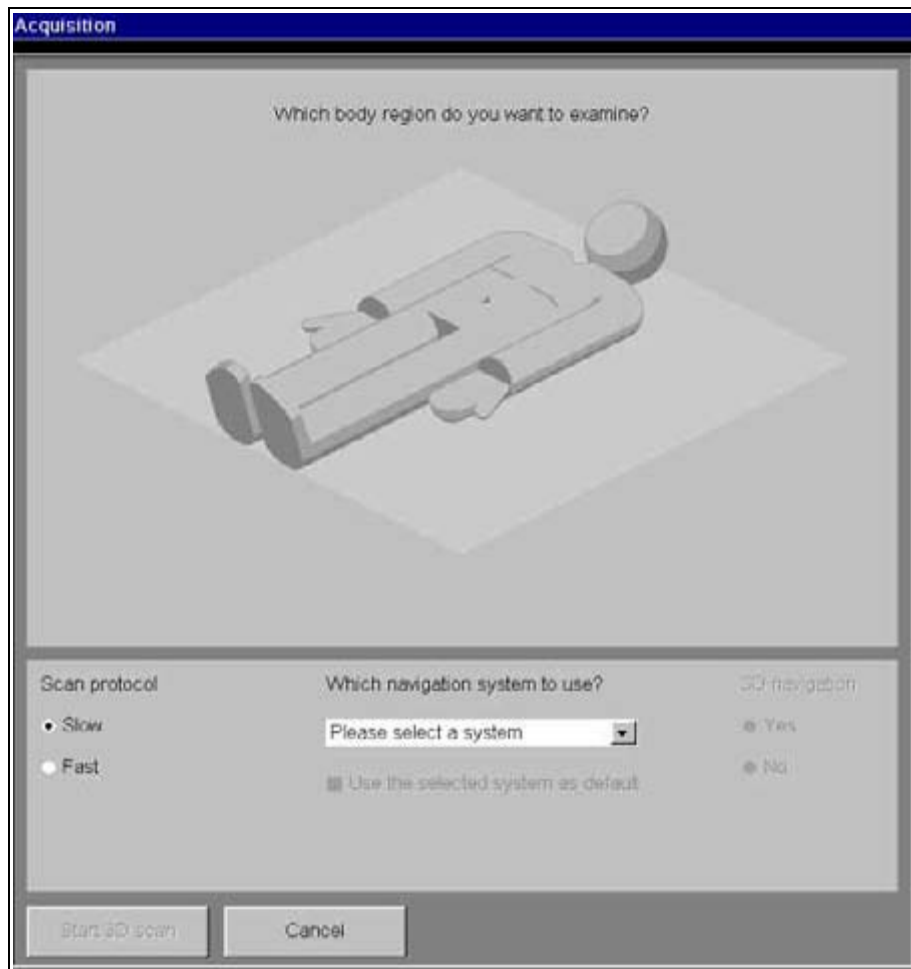 Acquisition
Which body region do you want to examine?
Scan protocol
Which navigation system to use?
3D navigation
Slow
Please select a system
Yes
Fast
Use the selected system as default
No
Start 3D scan
Cancel